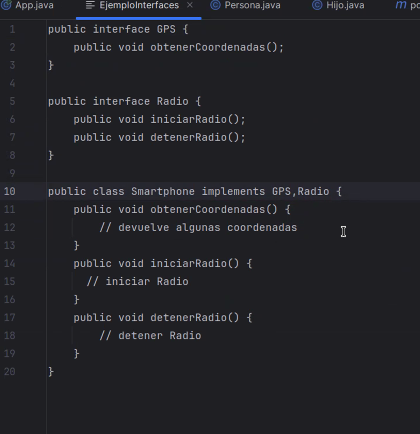 App.java EjemploInterfaces Persona.java Hijo.java
1 public interface GPS {
2 public void obtenerCoordenadas();
3 }
4
5 public interface Radio {
6 public void iniciarRadio();
7 public void detenerRadio();
8 }
9
10 public class Smartphone implements GPS,Radio {
11 public void obtenerCoordenadas() {
12 // devuelve algunas coordenadas
13 }
14 public void iniciarRadio() {
15 // iniciar Radio
16 }
17 public void detenerRadio() {
18 // detener Radio
19 }
20 }